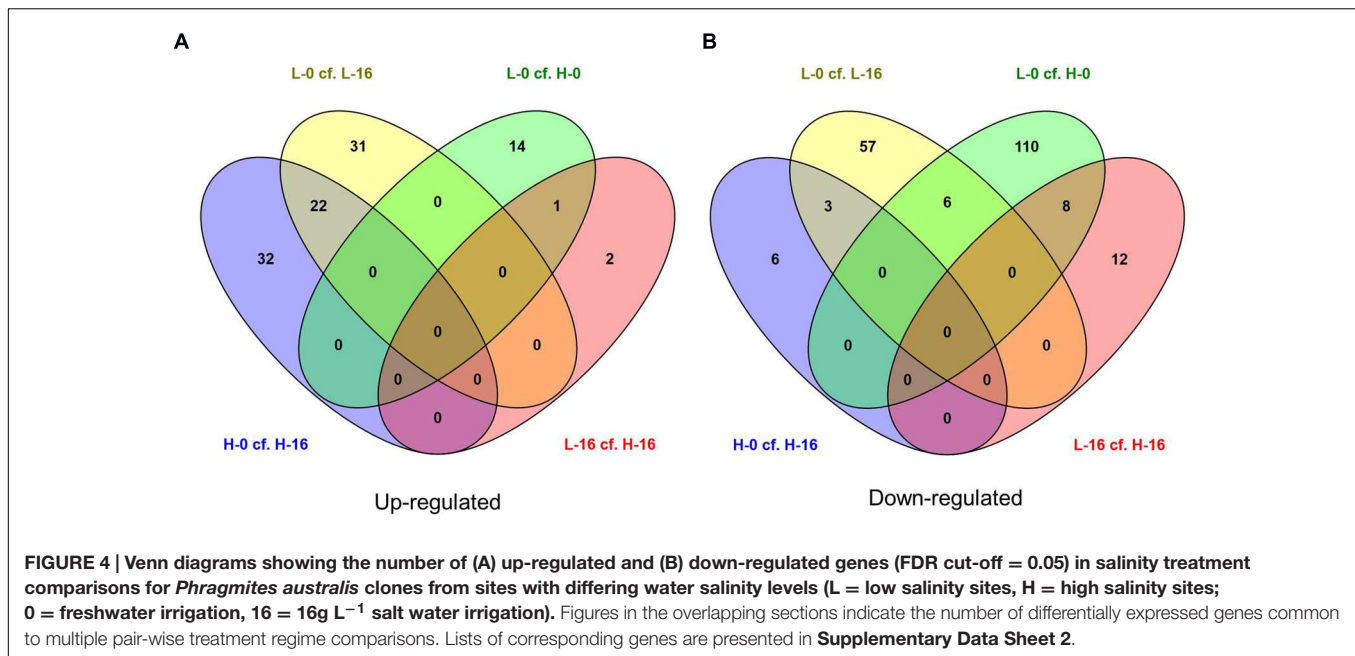 A
B
L-0 cf. L-16
L-0 cf. H-0
L-0 cf. L-16
L-0 cf. H-0
31
14
57
110
22
0
1
3
6
8
32
0
0
2
6
0
0
12
0
0
0
0
0
0
0
0
0
0
0
0
H-0 cf. H-16
L-16 cf. H-16
H-0 cf. H-16
L-16 cf. H-16
Up-regulated
Down-regulated
FIGURE 4 | Venn diagrams showing the number of (A) up-regulated and (B) down-regulated genes (FDR cut-off = 0.05) in salinity treatment
comparisons for Phragmites australis clones from sites with differing water salinity levels (L = low salinity sites, H = high salinity sites;
0 = freshwater irrigation, 16 = 16g L−1 salt water irrigation). Figures in the overlapping sections indicate the number of differentially expressed genes common
to multiple pair-wise treatment regime comparisons. Lists of corresponding genes are presented in Supplementary Data Sheet 2.